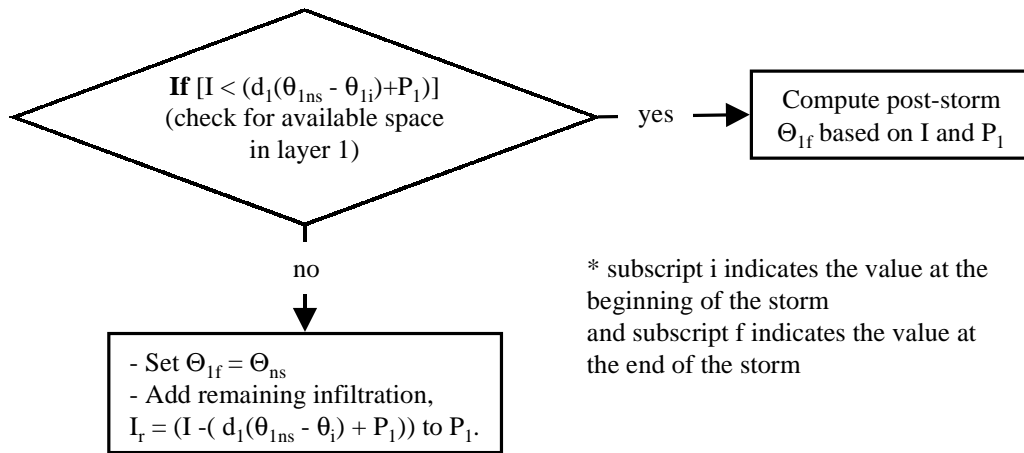 If [I < (d₁(θ₁ₙₛ - θ₁ᵢ)+P₁)]
(check for available space
in layer 1)
yes
Compute post-storm
Θ₁f based on I and P₁
no
* subscript i indicates the value at the
beginning of the storm
and subscript f indicates the value at
the end of the storm
- Set Θ₁f = Θₙₛ
- Add remaining infiltration,
Iᵣ = (I -( d₁(θ₁ₙₛ - θᵢ) + P₁)) to P₁.